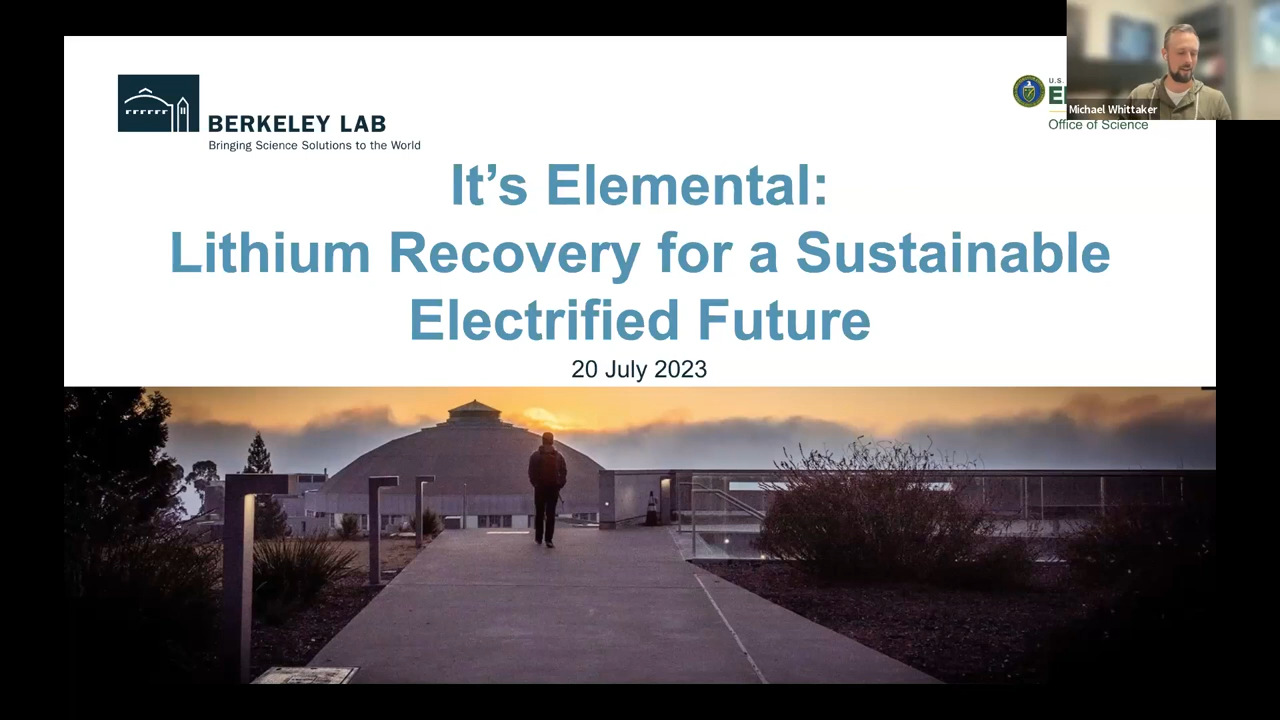 BERKELEY LAB
Bringing Science Solutions to the World
U.S.
Office of Science
Michael Whittaker
It’s Elemental:
Lithium Recovery for a Sustainable
Electrified Future
20 July 2023